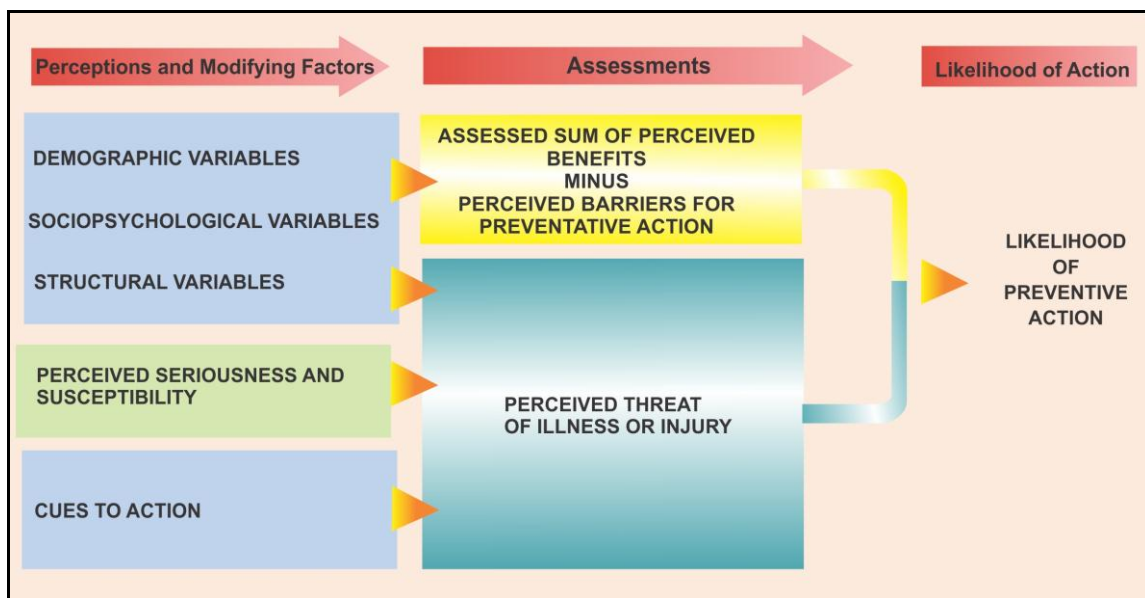 Perceptions and Modifying Factors
Assessments
Likelihood of Action
DEMOGRAPHIC VARIABLES
SOCIOPSYCHOLOGICAL VARIABLES
STRUCTURAL VARIABLES
PERCEIVED SERIOUSNESS AND
SUSCEPTIBILITY
CUES TO ACTION
ASSESSED SUM OF PERCEIVED
BENEFITS
MINUS
PERCEIVED BARRIERS FOR
PREVENTATIVE ACTION
PERCEIVED THREAT
OF ILLNESS OR INJURY
LIKELIHOOD
OF
PREVENTIVE
ACTION